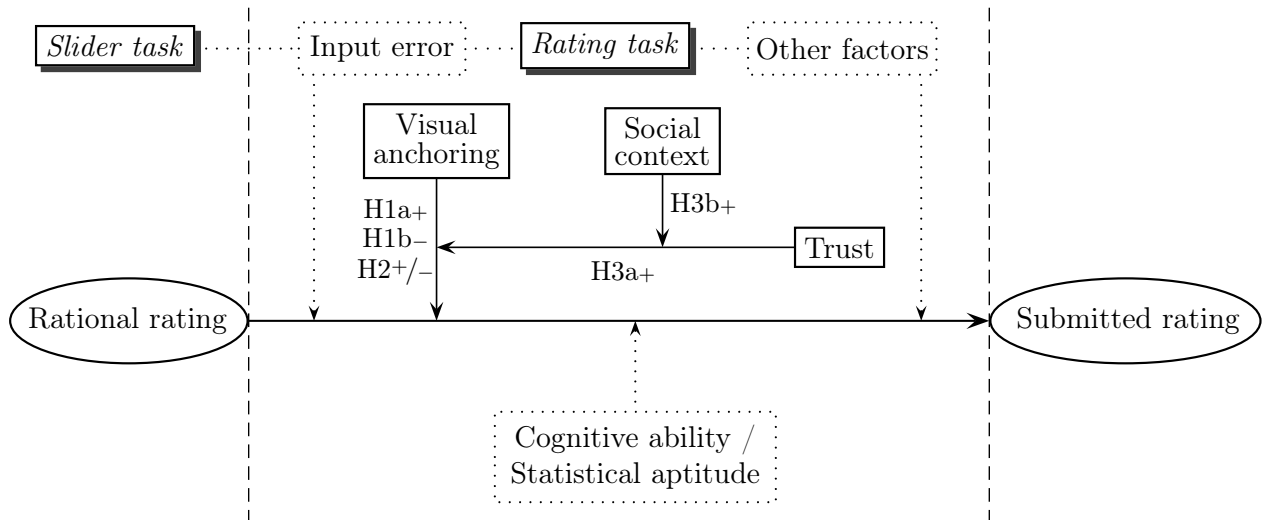 Slider task
Input error
Rating task
Other factors
Visual
anchoring
Social
context
H1a+
H3b+
H1b−
Trust
H2+/−
H3a+
Rational rating
Submitted rating
Cognitive ability /
Statistical aptitude